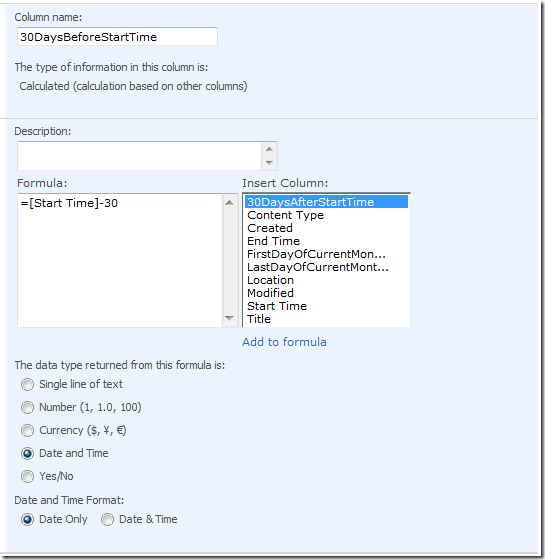 Column name:
30DaysBeforeStartTime
The type of information in this column is:
Calculated (calculation based on other columns)
Description:
Formula:
Insert Column:
=[Start Time]-30
30DaysAfterStartTime
Content Type
Created
End Time
FirstDayOfCurrentMon...
LastDayOfCurrentMont...
Location
Modified
Start Time
Title
Add to formula
The data type returned from this formula is:
Single line of text
Number (1, 1.0, 100)
Currency ($, ¥, €)
Date and Time
Yes/No
Date and Time Format:
Date Only Date & Time